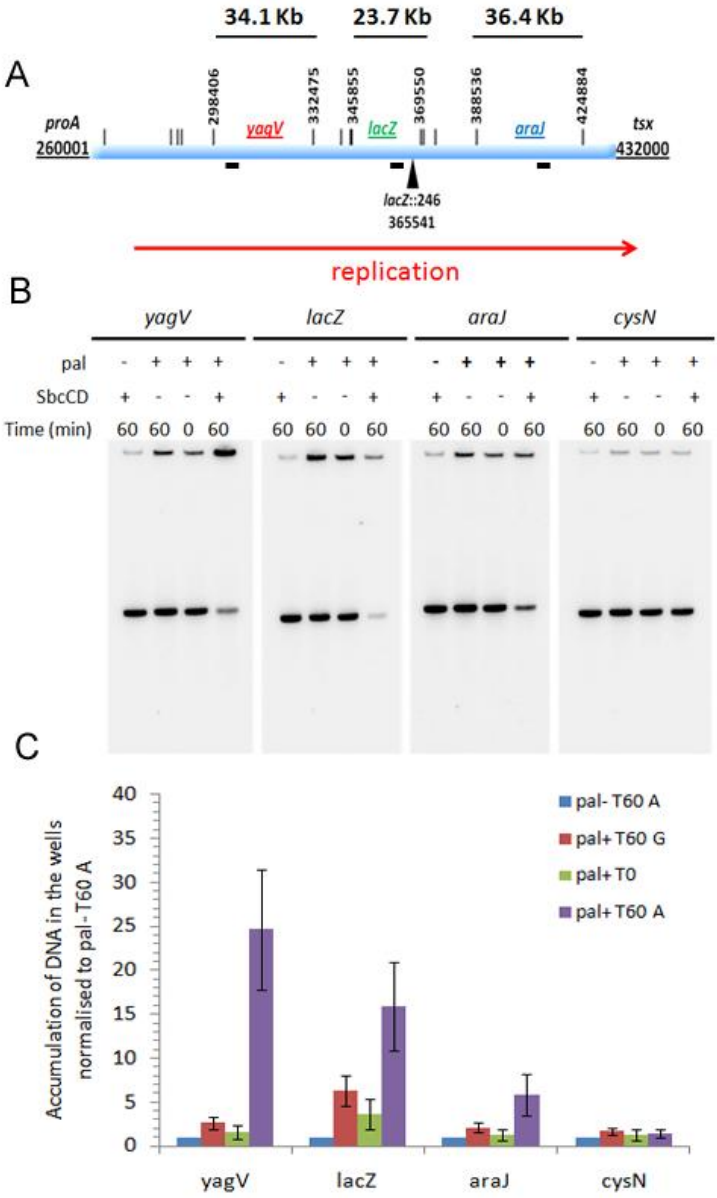 34.1 Kb 23.7 Kb 36.4 Kb
A
298406 332475 345855 369550 388536 424884
proA yagV lacZ araJ tsx
260001 432000
lacZ::246
365541
replication
B
yagV lacZ araJ cysN
pal - + + + - + + + - + + + - + + +
SbcCD + - - + + - - + + - - + + - - +
Time (min) 60 60 0 60 60 60 0 60 60 60 0 60 60 60 0 60
C
Accumulation of DNA in the wells
normalised to pal- T60 A
40
35
30
25
20
15
10
5
0
pal- T60 A
pal+ T60 G
pal+ T0
pal+ T60 A
yagV lacZ araJ cysN